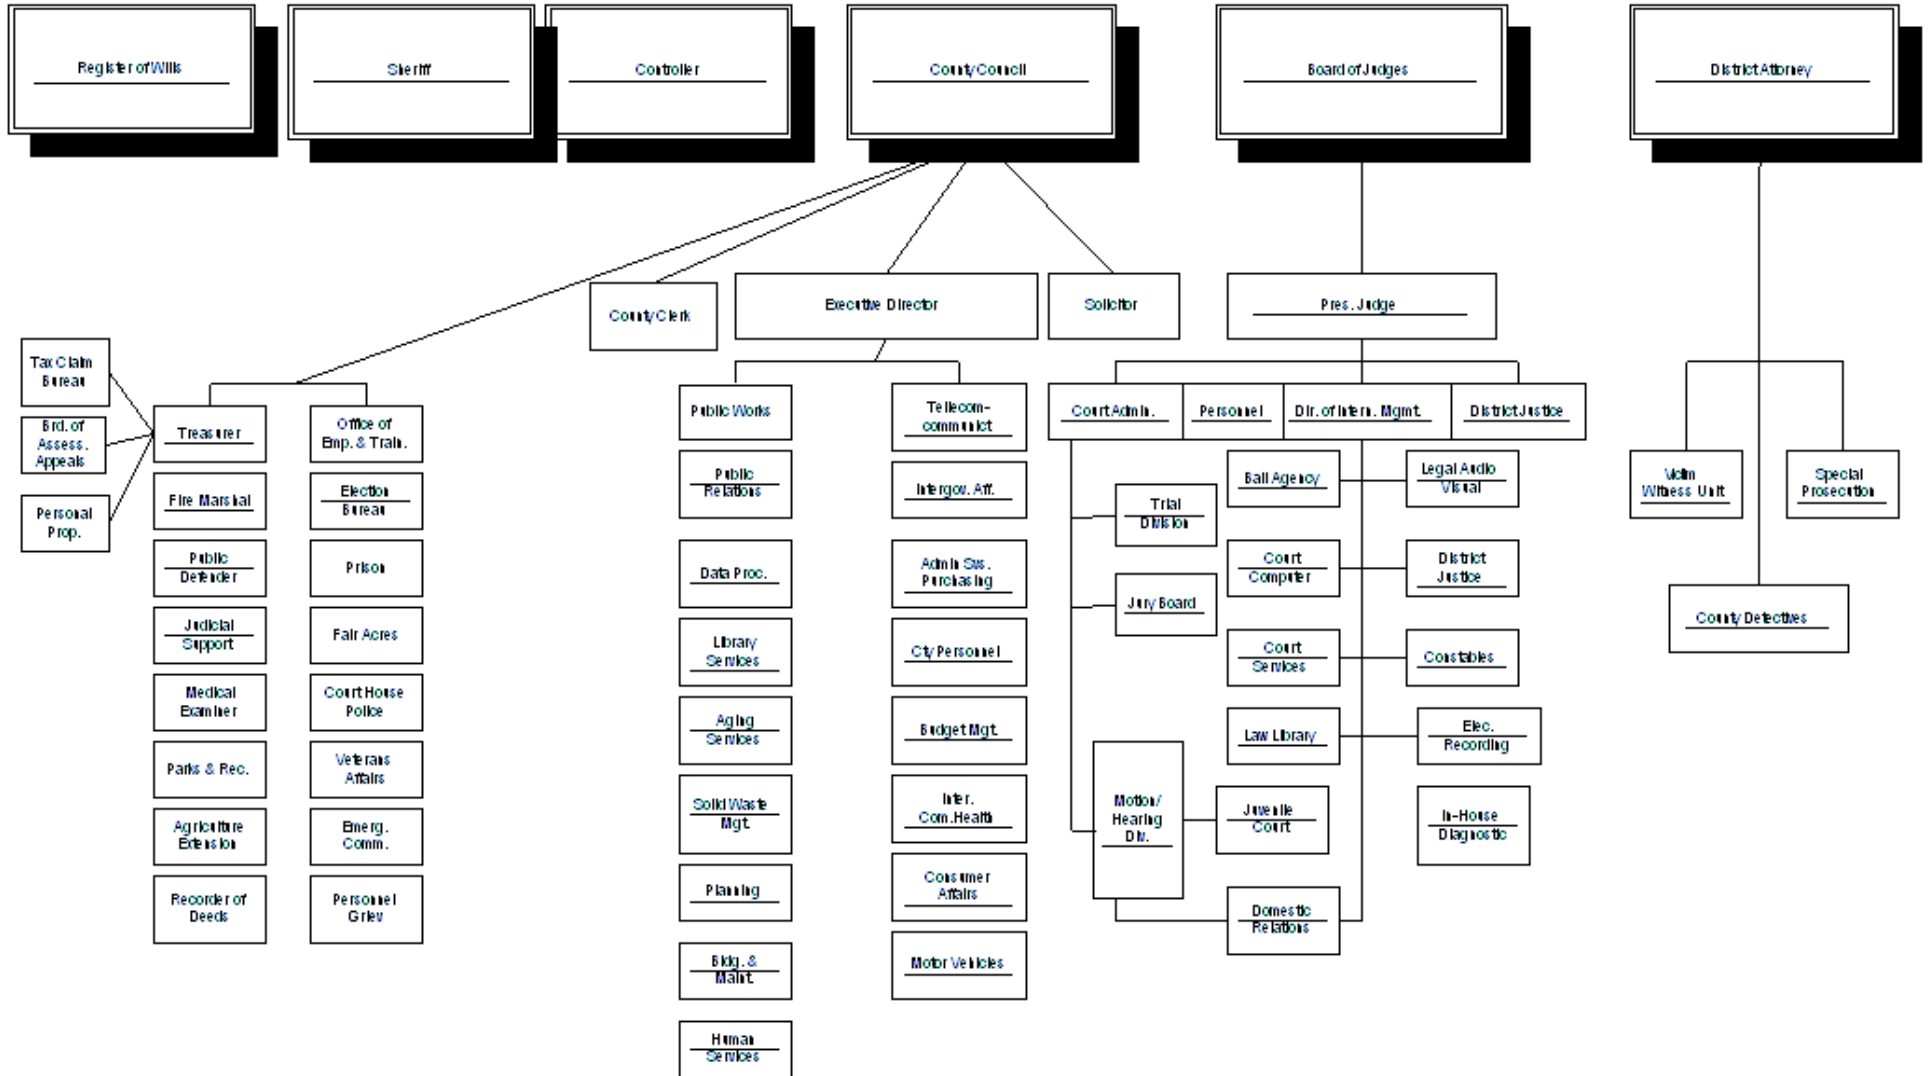 Register of Wills
Sheriff
Controller
County Council
Board of Judges
District Attorney
County Clerk
Executive Director
Solicitor
Pres. Judge
Tax Claim
Bureau
Brd. of
Assess.
Appeals
Personal
Prop.
Treasurer
Fire Marshal
Public
Defender
Judicial
Support
Medical
Examiner
Parks & Rec.
Agriculture
Extension
Recorder of
Deeds
Office of
Emp. & Train.
Election
Bureau
Prison
Fair Acres
Court House
Police
Veterans
Affairs
Emerg.
Comm.
Personnel
Griev
Public Works
Public
Relations
Data Proc.
Library
Services
Aging
Services
Solid Waste
Mgt.
Planning
Bldg. &
Maint.
Human
Services
Tellecom-
communict
Intergov. Aff.
Admin Svs.
Purchasing
Cty Personnel
Budget Mgt.
Inter.
Com.Health
Consumer
Affairs
Motor Vehicles
Court Admin.
Personnel
Dir. of Intern. Mgmt.
District Justice
Trial
Division
Jury Board
Motion/
Hearing
Div.
Bail Agency
Legal Audio
Visual
Court
Computer
District
Justice
Court
Services
Constables
Law Library
Elec.
Recording
Juvenile
Court
In-House
Diagnostic
Domestic
Relations
Victim
Witness Unit
Special
Prosecution
County Detectives